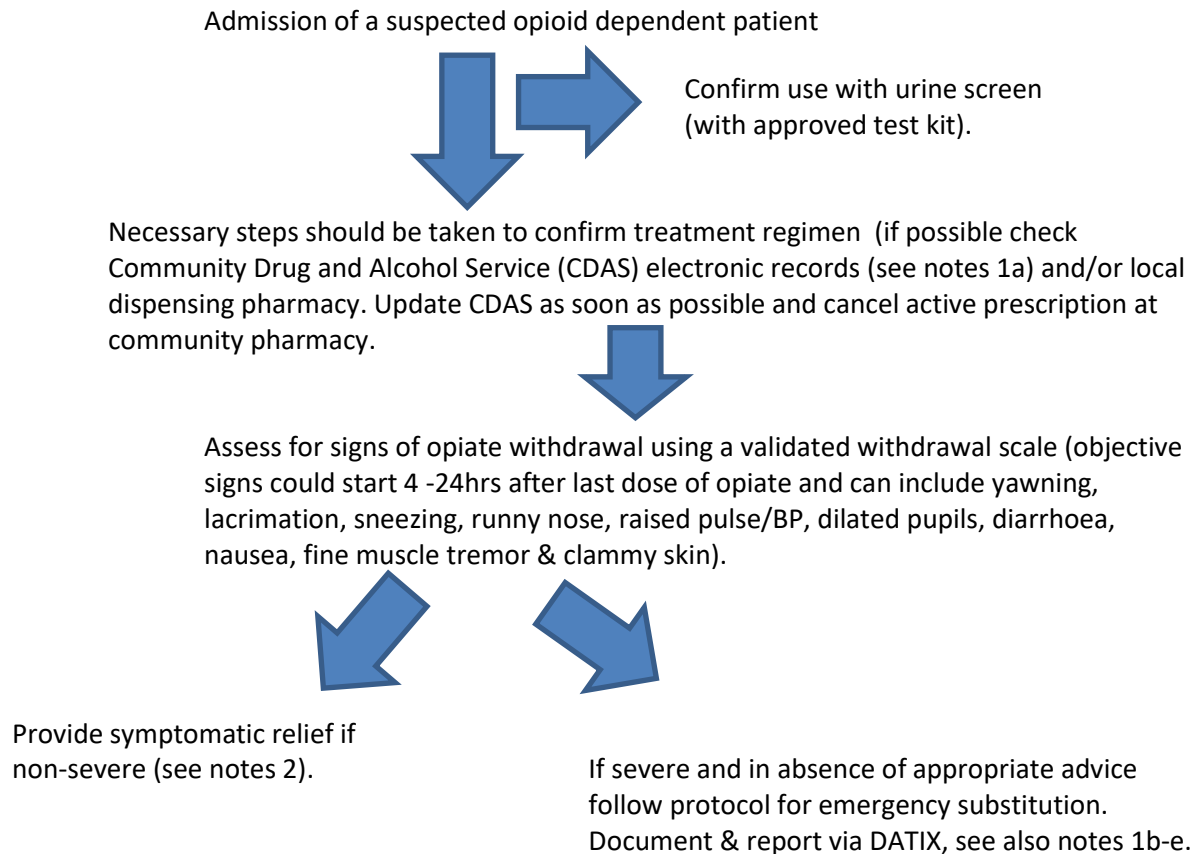 Admission of a suspected opioid dependent patient
Confirm use with urine screen
(with approved test kit).
Necessary steps should be taken to confirm treatment regimen  (if possible check
Community Drug and Alcohol Service (CDAS) electronic records (see notes 1a) and/or local
dispensing pharmacy. Update CDAS as soon as possible and cancel active prescription at
community pharmacy.
Assess for signs of opiate withdrawal using a validated withdrawal scale (objective
signs could start 4 -24hrs after last dose of opiate and can include yawning,
lacrimation, sneezing, runny nose, raised pulse/BP, dilated pupils, diarrhoea,
nausea, fine muscle tremor & clammy skin).
Provide symptomatic relief if
non-severe (see notes 2).
If severe and in absence of appropriate advice
follow protocol for emergency substitution.
Document & report via DATIX, see also notes 1b-e.